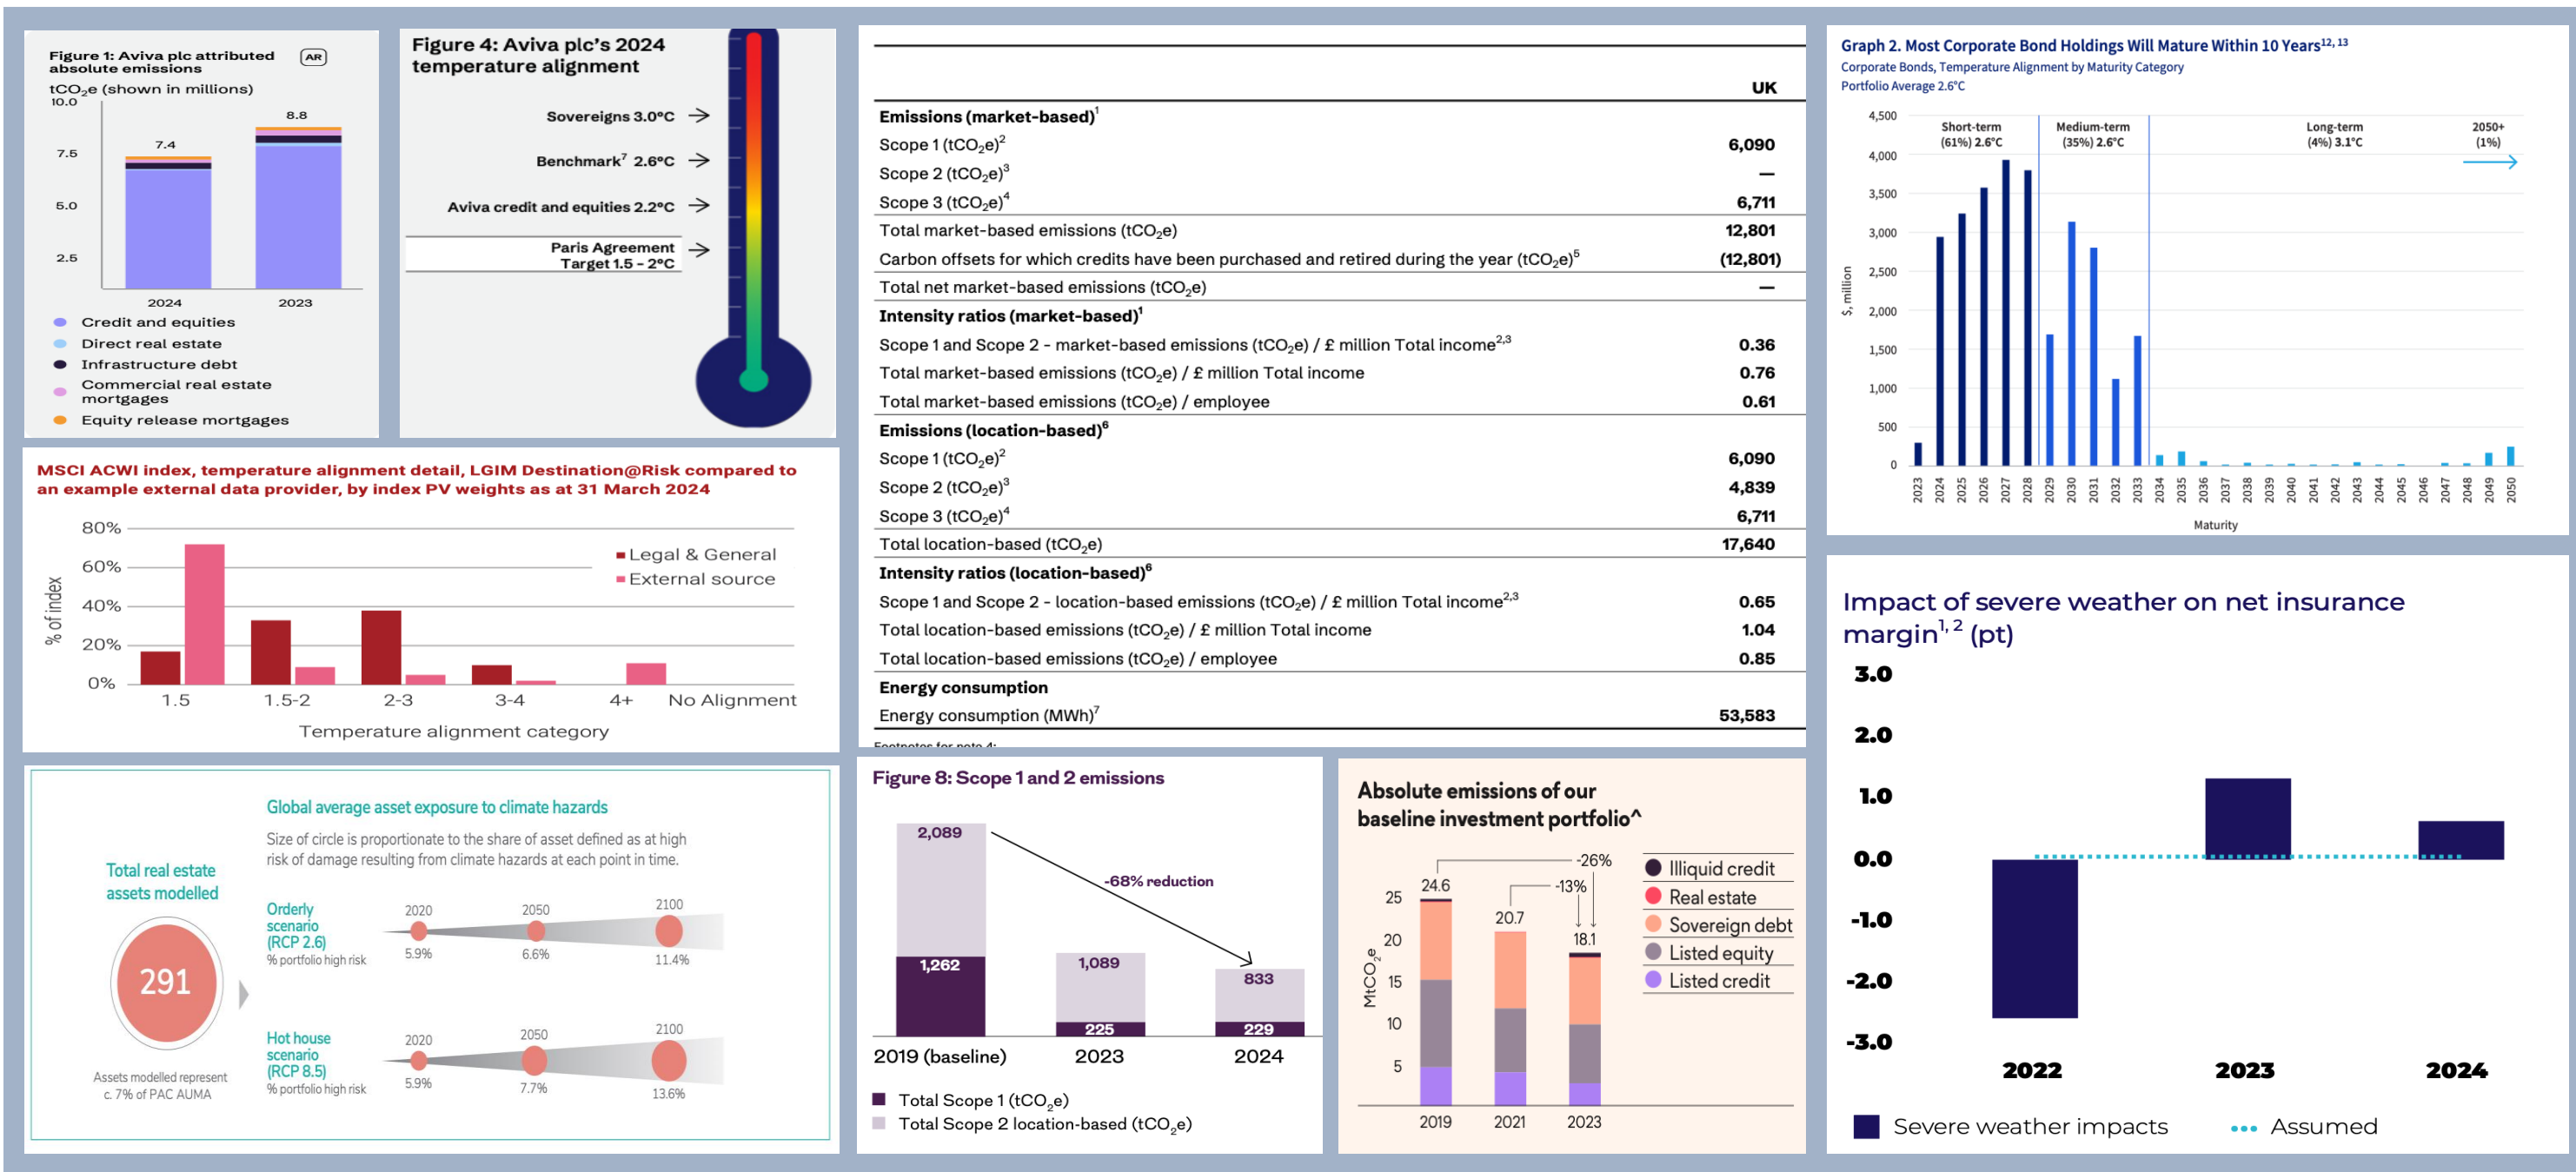 Figure 1: Aviva plc attributed
absolute emissions
AR
tCO₂e (shown in millions)
10.0
7.5
5.0
2.5
7.4
8.8
2024
2023
Credit and equities
Direct real estate
Infrastructure debt
Commercial real estate
mortgages
Equity release mortgages
Figure 4: Aviva plc's 2024
temperature alignment
Sovereigns 3.0°C
Benchmark⁷ 2.6°C
Aviva credit and equities 2.2°C
Paris Agreement
Target 1.5 – 2°C
UK
Emissions (market-based)¹
Scope 1 (tCO₂e)² 6,090
Scope 2 (tCO₂e)³ —
Scope 3 (tCO₂e)⁴ 6,711
Total market-based emissions (tCO₂e) 12,801
Carbon offsets for which credits have been purchased and retired during the year (tCO₂e)⁵ (12,801)
Total net market-based emissions (tCO₂e) —
Intensity ratios (market-based)¹
Scope 1 and Scope 2 - market-based emissions (tCO₂e) / £ million Total income²,³ 0.36
Total market-based emissions (tCO₂e) / £ million Total income 0.76
Total market-based emissions (tCO₂e) / employee 0.61
Emissions (location-based)⁶
Scope 1 (tCO₂e)² 6,090
Scope 2 (tCO₂e)³ 4,839
Scope 3 (tCO₂e)⁴ 6,711
Total location-based (tCO₂e) 17,640
Intensity ratios (location-based)⁶
Scope 1 and Scope 2 - location-based emissions (tCO₂e) / £ million Total income²,³ 0.65
Total location-based emissions (tCO₂e) / £ million Total income 1.04
Total location-based emissions (tCO₂e) / employee 0.85
Energy consumption
Energy consumption (MWh)⁷ 53,583
Footnotes for note 4:
Graph 2. Most Corporate Bond Holdings Will Mature Within 10 Years¹²,¹³
Corporate Bonds, Temperature Alignment by Maturity Category
Portfolio Average 2.6°C
Short-term
(61%) 2.6°C
Medium-term
(35%) 2.6°C
Long-term
(4%) 3.1°C
2050+
(1%)
4,500
4,000
3,500
3,000
2,500
2,000
1,500
1,000
500
0
$, million
2023 2024 2025 2026 2027 2028 2029 2030 2031 2032 2033 2034 2035 2036 2037 2038 2039 2040 2041 2042 2043 2044 2045 2046 2047 2048 2049 2050
Maturity
MSCI ACWI index, temperature alignment detail, LGIM Destination@Risk compared to
an example external data provider, by index PV weights as at 31 March 2024
80%
60%
40%
20%
0%
% of index
Legal & General
External source
1.5 1.5-2 2-3 3-4 4+ No Alignment
Temperature alignment category
Global average asset exposure to climate hazards
Size of circle is proportionate to the share of asset defined as at high
risk of damage resulting from climate hazards at each point in time.
Total real estate
assets modelled
291
Assets modelled represent
c. 7% of PAC AUMA
Orderly
scenario
(RCP 2.6)
% portfolio high risk
2020 2050 2100
5.9% 6.6% 11.4%
Hot house
scenario
(RCP 8.5)
% portfolio high risk
2020 2050 2100
5.9% 7.7% 13.6%
Figure 8: Scope 1 and 2 emissions
2,089
1,262
-68% reduction
1,089
225
833
229
2019 (baseline) 2023 2024
Total Scope 1 (tCO₂e)
Total Scope 2 location-based (tCO₂e)
Absolute emissions of our
baseline investment portfolio^
-26%
-13%
24.6
20.7
18.1
25
20
15
10
5
MtCO₂e
2019 2021 2023
Illiquid credit
Real estate
Sovereign debt
Listed equity
Listed credit
Impact of severe weather on net insurance
margin¹,² (pt)
3.0
2.0
1.0
0.0
-1.0
-2.0
-3.0
2022 2023 2024
Severe weather impacts
Assumed